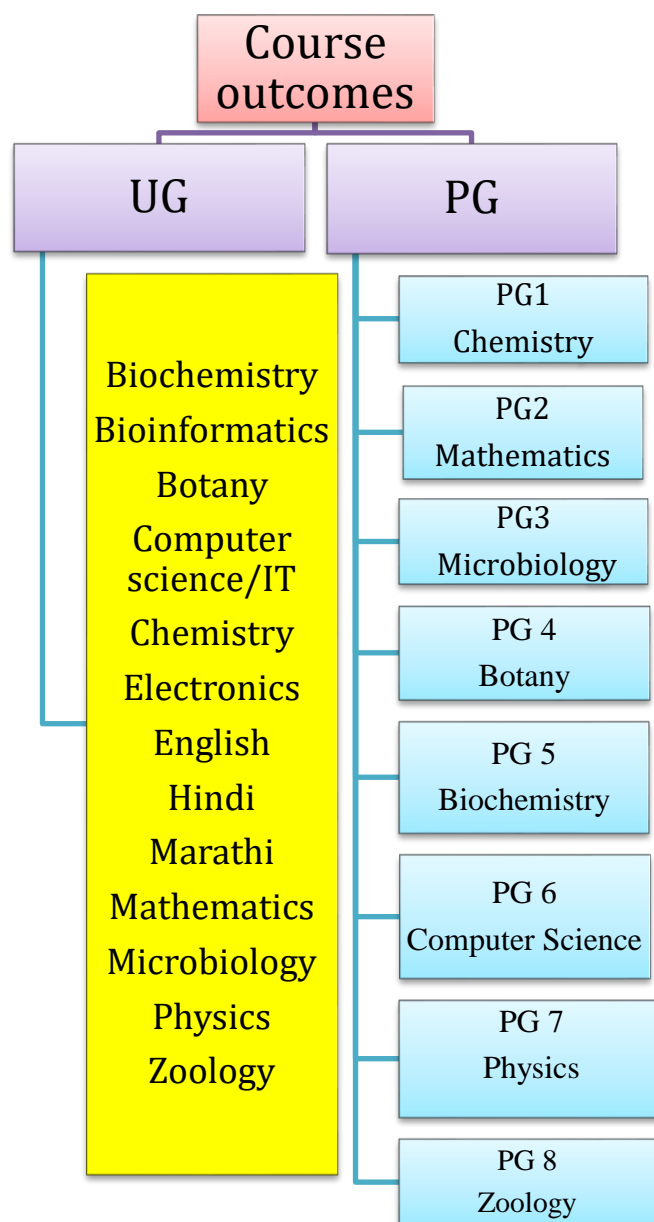 Course
outcomes
UG
PG
Biochemistry
Bioinformatics
Botany
Computer
science/IT
Chemistry
Electronics
English
Hindi
Marathi
Mathematics
Microbiology
Physics
Zoology
PG1
Chemistry
PG2
Mathematics
PG3
Microbiology
PG 4
Botany
PG 5
Biochemistry
PG 6
Computer Science
PG 7
Physics
PG 8
Zoology